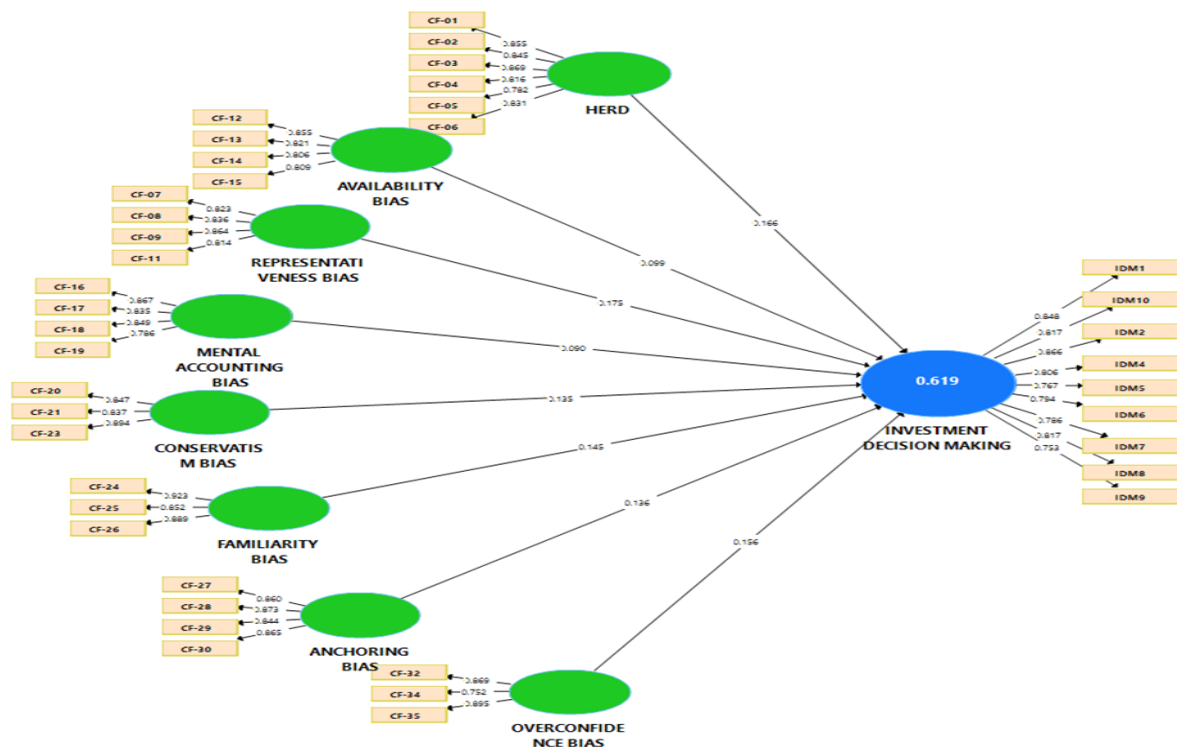 CF-01
CF-02
CF-03
CF-04
CF-05
CF-06
0.855
0.845
0.869
0.816
0.782
0.831
HERD
CF-12
CF-13
CF-14
CF-15
0.855
0.821
0.806
0.809
AVAILABILITY
BIAS
CF-07
CF-08
CF-09
CF-11
0.823
0.836
0.864
0.814
REPRESENTATI
VENESS BIAS
CF-16
CF-17
CF-18
CF-19
0.867
0.835
0.849
0.786
MENTAL
ACCOUNTING
BIAS
CF-20
CF-21
CF-23
0.847
0.837
0.894
CONSERVATIS
M BIAS
CF-24
CF-25
CF-26
0.923
0.852
0.889
FAMILIARITY
BIAS
CF-27
CF-28
CF-29
CF-30
0.860
0.873
0.844
0.865
ANCHORING
BIAS
CF-32
CF-34
CF-35
0.869
0.752
0.895
OVERCONFIDE
NCE BIAS
0.166
0.099
0.175
0.090
0.135
0.145
0.136
0.156
0.619
INVESTMENT
DECISION MAKING
0.848
0.817
0.866
0.806
0.767
0.794
0.786
0.817
0.753
IDM1
IDM10
IDM2
IDM4
IDM5
IDM6
IDM7
IDM8
IDM9